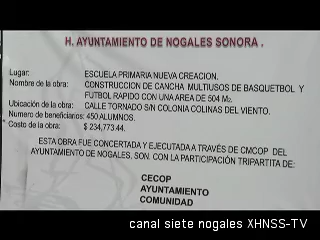 H. AYUNTAMIENTO DE NOGALES SONORA .
Lugar: ESCUELA PRIMARIA NUEVA CREACION.
Nombre de la obra: CONSTRUCCION DE CANCHA MULTIUSOS DE BASQUETBOL Y
FUTBOL RAPIDO CON UNA AREA DE 504 M2.
Ubicación de la obra: CALLE TORNADO S/N COLONIA COLINAS DEL VIENTO.
Numero de beneficiarios: 450 ALUMNOS.
Costo de la obra: $ 234,773.44.
ESTA OBRA FUE CONCERTADA Y EJECUTADA A TRAVÉS DE CMCOP DEL
AYUNTAMIENTO DE NOGALES, SON. CON LA PARTICIPACIÓN TRIPARTITA DE:
CECOP
AYUNTAMIENTO
COMUNIDAD
canal siete nogales XHNSS-TV